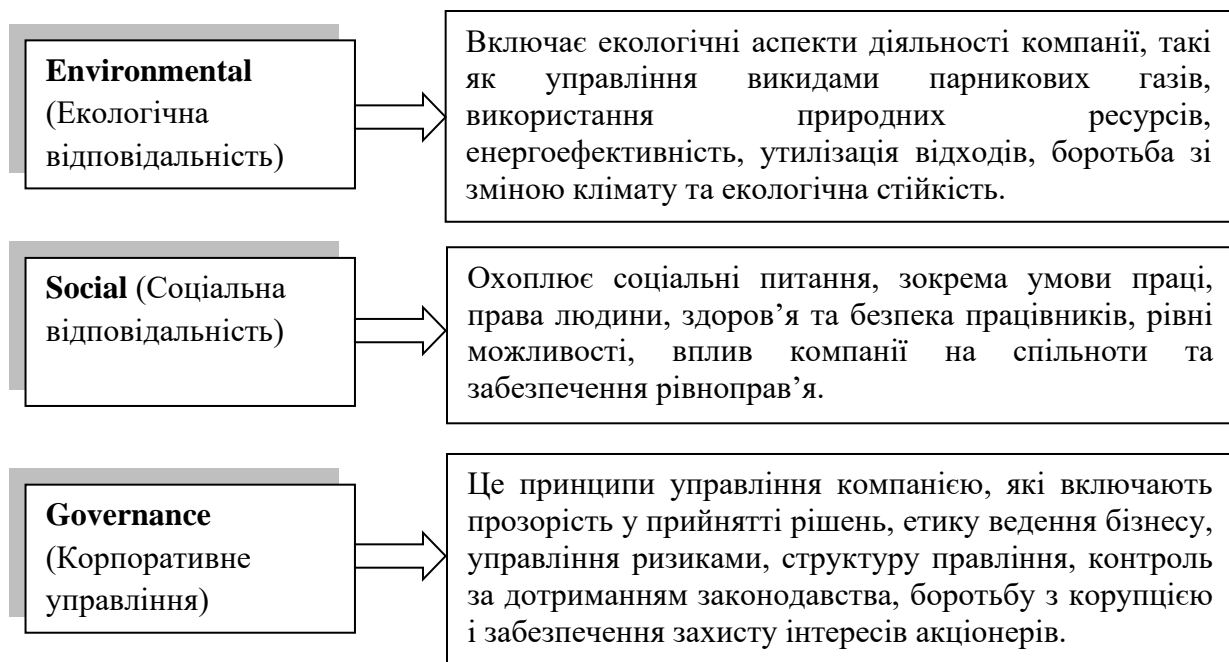 Environmental
(Екологічна
відповідальність)
Включає екологічні аспекти діяльності компанії, такі
як управління викидами парникових газів,
використання природних ресурсів,
енергоефективність, утилізація відходів, боротьба зі
зміною клімату та екологічна стійкість.
Social (Соціальна
відповідальність)
Охоплює соціальні питання, зокрема умови праці,
права людини, здоров’я та безпека працівників, рівні
можливості, вплив компанії на спільноти та
забезпечення рівноправ’я.
Governance
(Корпоративне
управління)
Це принципи управління компанією, які включають
прозорість у прийнятті рішень, етику ведення бізнесу,
управління ризиками, структуру правління, контроль
за дотриманням законодавства, боротьбу з корупцією
і забезпечення захисту інтересів акціонерів.